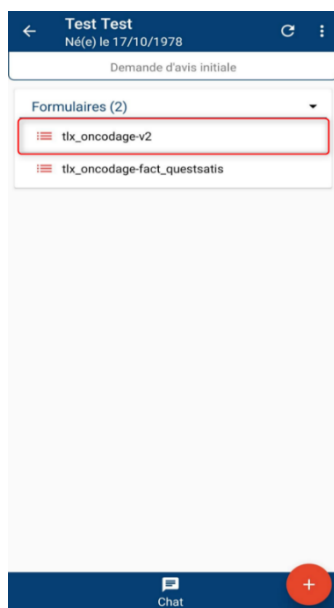 Test Test
Né(e) le 17/10/1978
Demande d'avis initiale
Formulaires (2)
tlx_oncodage-v2
tlx_oncodage-fact_questsatis
Chat